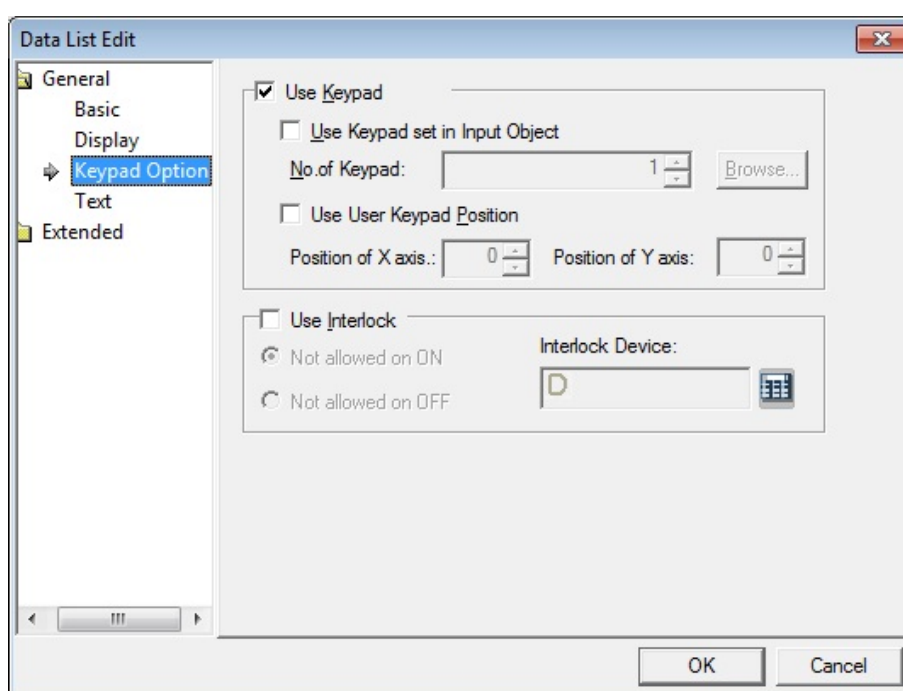 Data List Edit
General
Basic
Display
Keypad Option
Text
Extended
Use Keypad
Use Keypad set in Input Object
No.of Keypad: 1 Browse...
Use User Keypad Position
Position of X axis.: 0 Position of Y axis: 0
Use Interlock
Not allowed on ON
Interlock Device:
D
Not allowed on OFF
OK Cancel